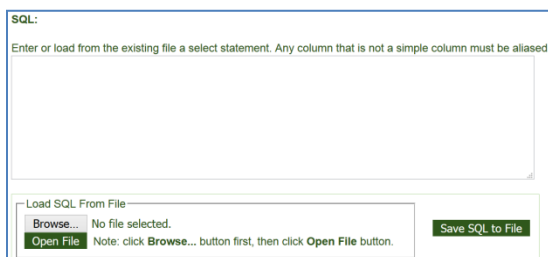 SQL:
Enter or load from the existing file a select statement. Any column that is not a simple column must be aliased
Load SQL From File
Browse... No file selected.
Open File Note: click Browse... button first, then click Open File button.
Save SQL to File